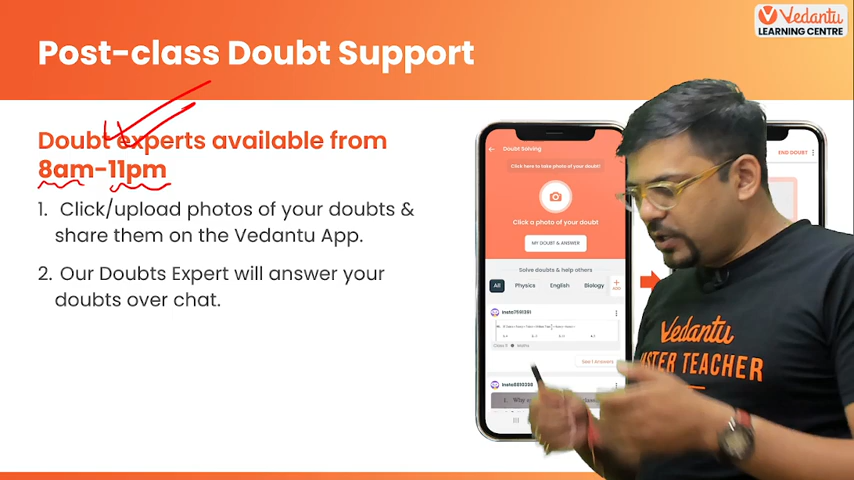 Post-class Doubt Support
Vedantu
LEARNING CENTRE
Doubt experts available from
8am-11pm
1. Click/upload photos of your doubts &
share them on the Vedantu App.
2. Our Doubts Expert will answer your
doubts over chat.
Doubt Solving
Click here to take photo of your doubt!
Click a photo of your doubt
MY DOUBT & ANSWER
Solve doubts & help others
All Physics English Biology
END DOUBT
Vedantu
STER TEACHER